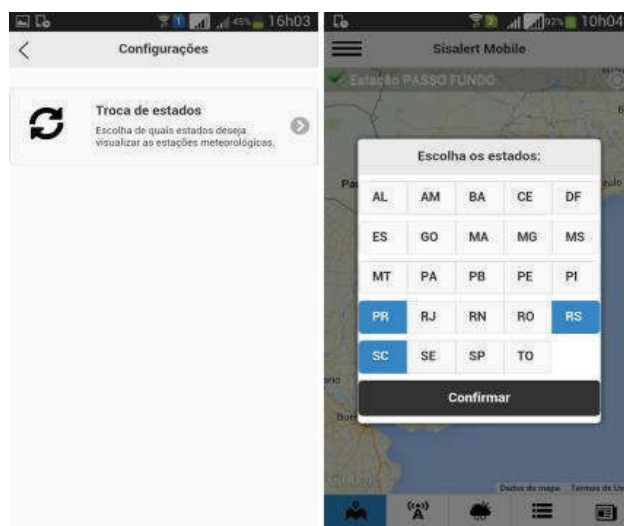 45% 16h03
Configurações
Troca de estados
Escolha de quais estados deseja
visualizar as estações meteorológicas.
92% 10h04
Sisalert Mobile
Estação PASSO FUNDO
Escolha os estados:
AL AM BA CE DF
ES GO MA MG MS
MT PA PB PE PI
PR RJ RN RO RS
SC SE SP TO
Confirmar
Dados do mapa Termos de